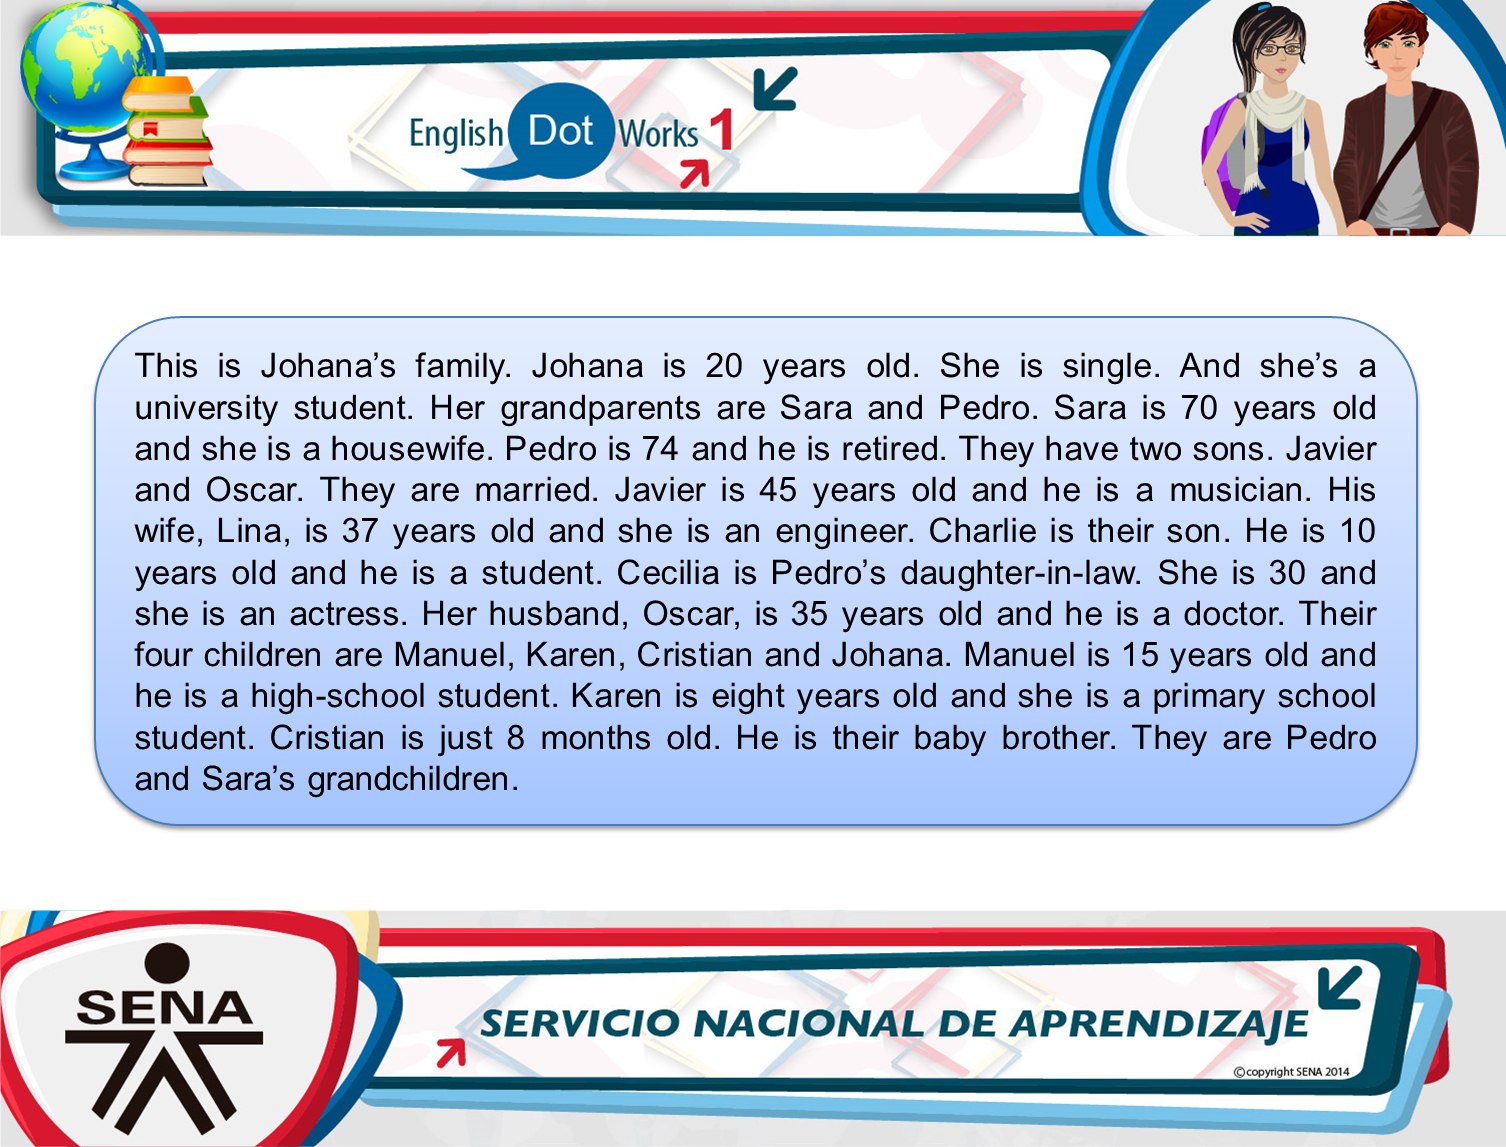 English Dot Works 1
This is Johana’s family. Johana is 20 years old. She is single. And she’s a
university student. Her grandparents are Sara and Pedro. Sara is 70 years old
and she is a housewife. Pedro is 74 and he is retired. They have two sons. Javier
and Oscar. They are married. Javier is 45 years old and he is a musician. His
wife, Lina, is 37 years old and she is an engineer. Charlie is their son. He is 10
years old and he is a student. Cecilia is Pedro’s daughter-in-law. She is 30 and
she is an actress. Her husband, Oscar, is 35 years old and he is a doctor. Their
four children are Manuel, Karen, Cristian and Johana. Manuel is 15 years old and
he is a high-school student. Karen is eight years old and she is a primary school
student. Cristian is just 8 months old. He is their baby brother. They are Pedro
and Sara’s grandchildren.
SENA
SERVICIO NACIONAL DE APRENDIZAJE
©copyright SENA 2014